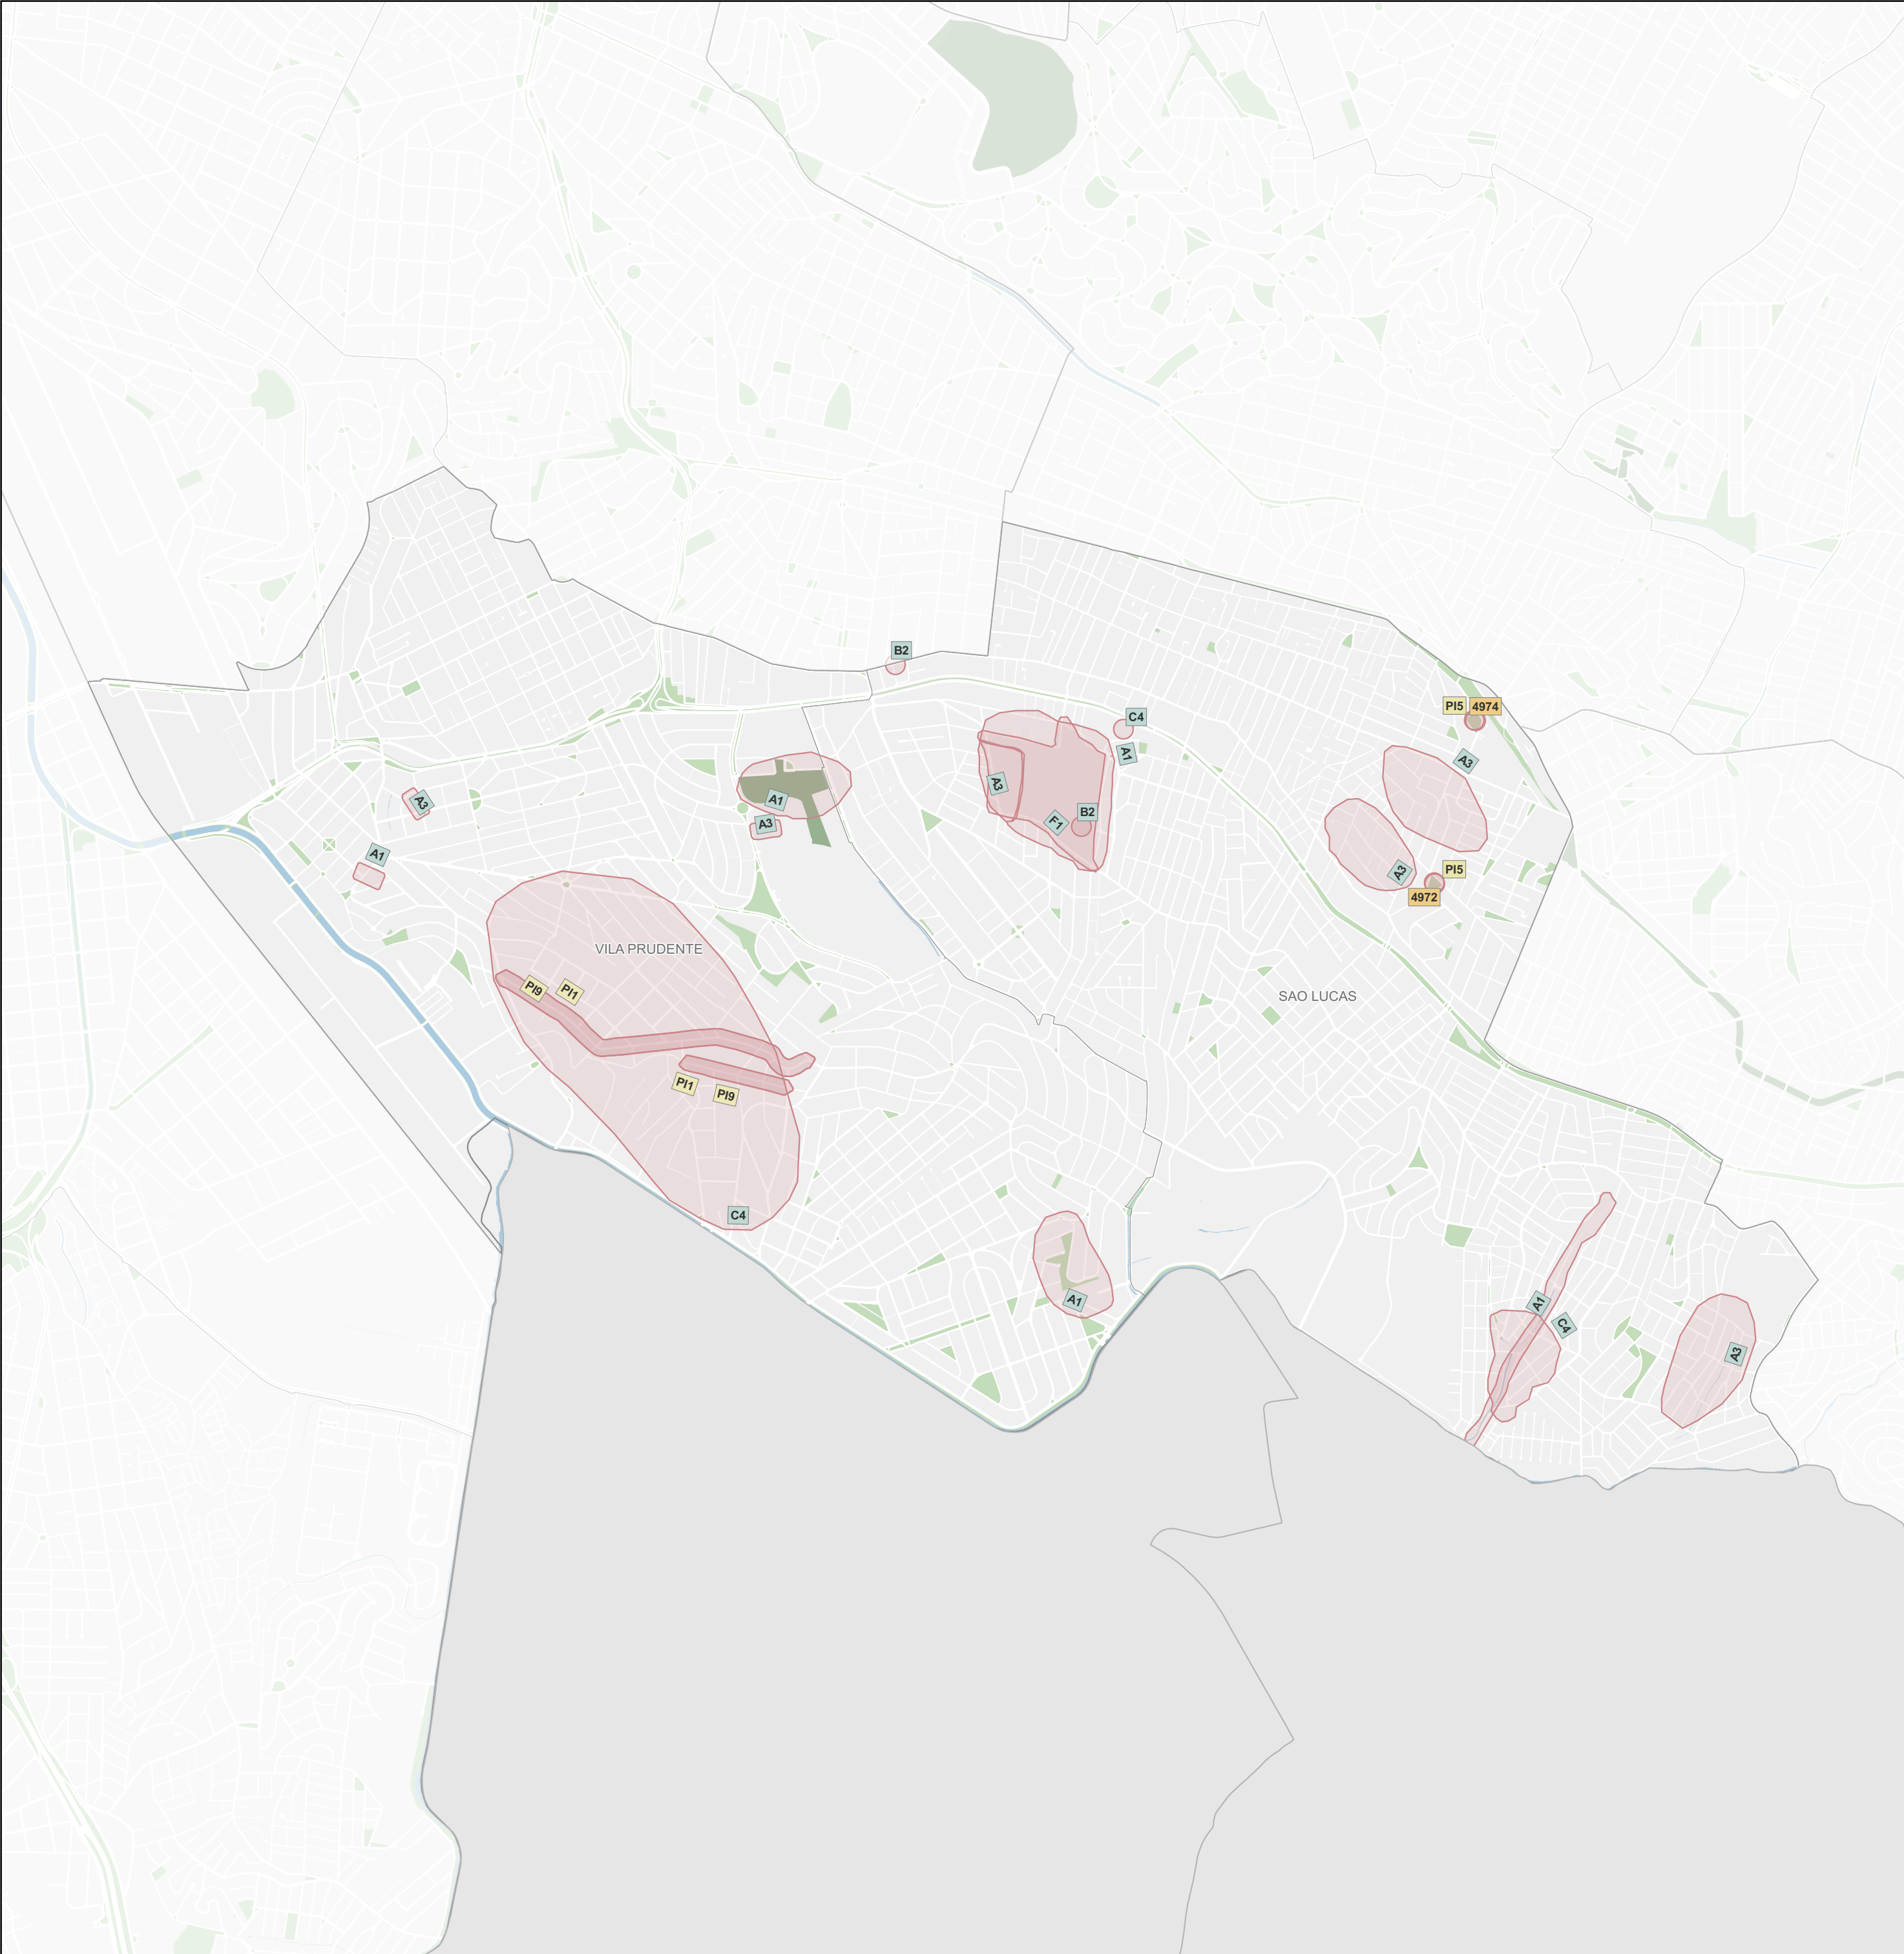 B2
PI5
4974
C4
A1
A3
A3
A3
A1
A3
F1
B2
A1
A3
PI5
4972
VILA PRUDENTE
PI9
PI1
SAO LUCAS
PI1
PI9
C4
A1
A1
C4
A3